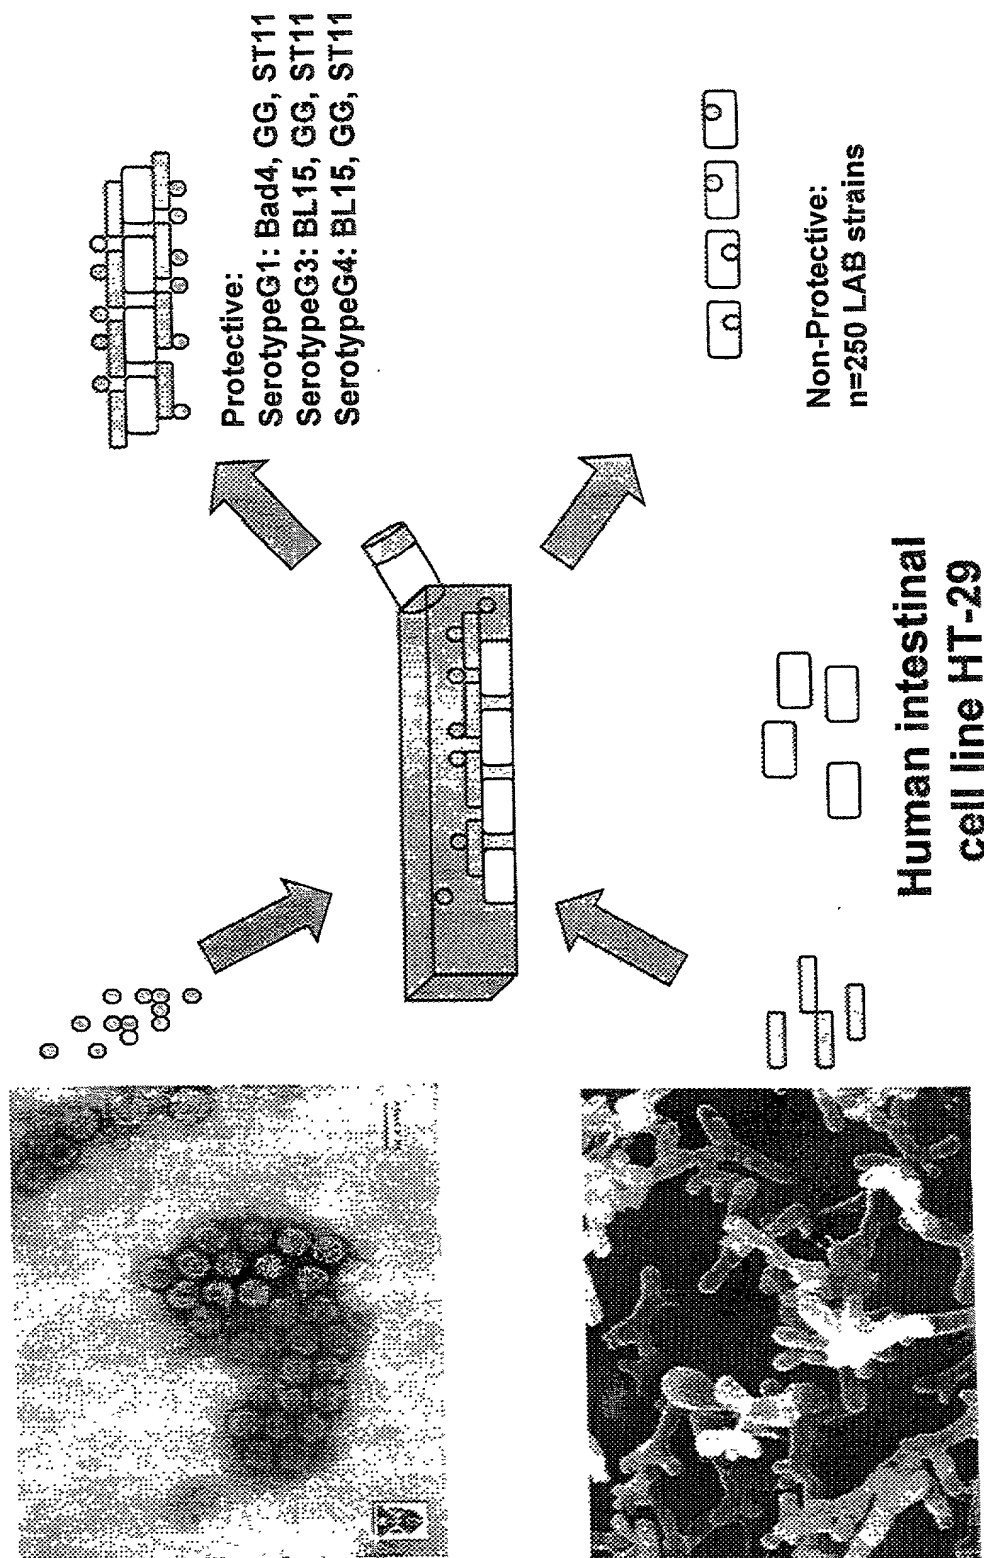 Protective:
SerotypeG1: Bad4, GG, ST11
SerotypeG3: BL15, GG, ST11
SerotypeG4: BL15, GG, ST11
Non-Protective:
n=250 LAB strains
Human intestinal
cell line HT-29